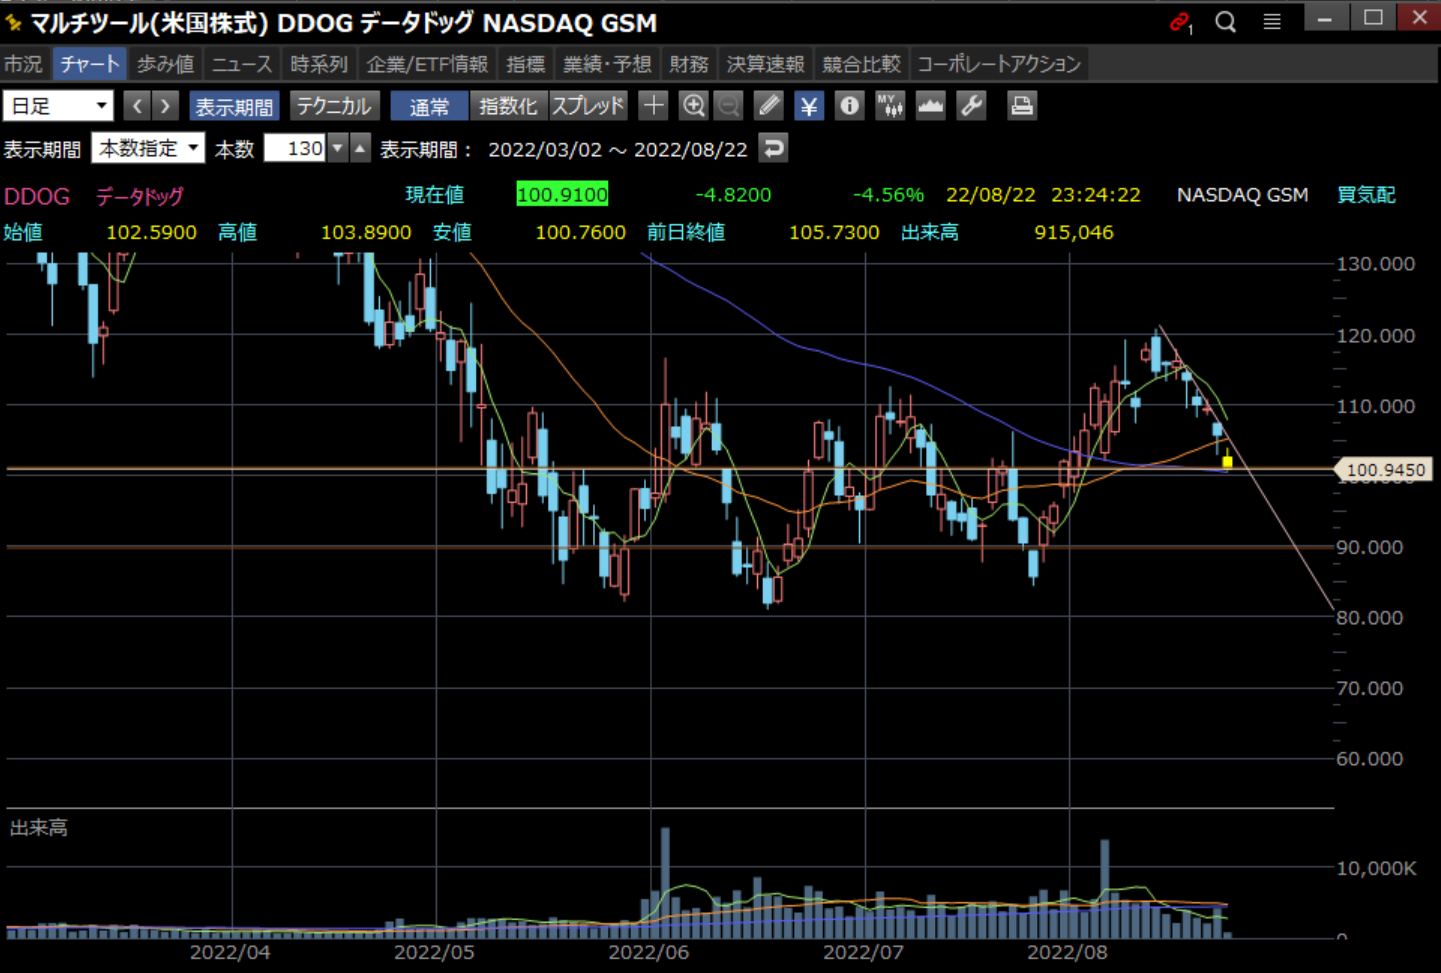 マルチツール(米国株式) DDOG データドッグ NASDAQ GSM 1
市況 チャート 歩み値 ニュース 時系列 企業/ETF情報 指標 業績・予想 財務 決算速報 競合比較 コーポレートアクション
日足 表示期間 テクニカル 通常 指数化 スプレッド ¥ MY
表示期間 本数指定 本数 130 表示期間： 2022/03/02 ～ 2022/08/22
DDOG データドッグ 現在値 100.9100 -4.8200 -4.56% 22/08/22 23:24:22 NASDAQ GSM 買気配
始値 102.5900 高値 103.8900 安値 100.7600 前日終値 105.7300 出来高 915,046
130.000
120.000
110.000
100.9450
90.000
80.000
70.000
60.000
出来高
10,000K
0
2022/04 2022/05 2022/06 2022/07 2022/08